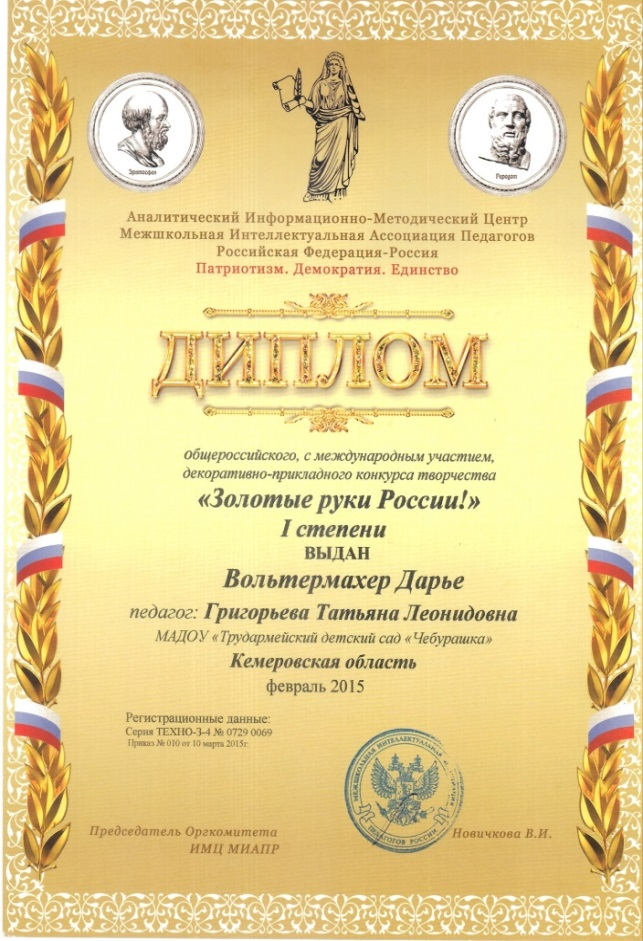 Эратосфен
Геродот
Аналитический Информационно-Методический Центр
Межшкольная Интеллектуальная Ассоциация Педагогов
Российская Федерация-Россия
Патриотизм. Демократия. Единство
ДИПЛОМ
общероссийского, с международным участием,
декоративно-прикладного конкурса творчества
«Золотые руки России!»
I степени
ВЫДАН
Вольтермахер Дарье
педагог: Григорьева Татьяна Леонидовна
МАДОУ «Трудармейский детский сад «Чебурашка»
Кемеровская область
февраль 2015
Регистрационные данные:
Серия ТЕХНО-З-4 № 0729 0069
Приказ № 010 от 10 марта 2015г.
МЕЖШКОЛЬНАЯ ИНТЕЛЛЕКТУАЛЬНАЯ
ПЕДАГОГОВ РОССИИ
Председатель Оргкомитета
ИМЦ МИАПР
Новичкова В.И.